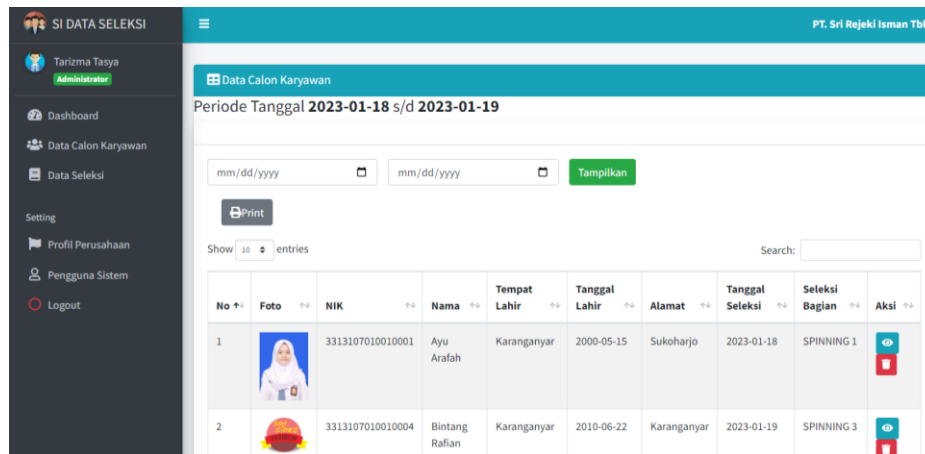 SI DATA SELEKSI
PT. Sri Rejeki Isman Tbl
Tarizma Tasya
Administrator
Dashboard
Data Calon Karyawan
Data Seleksi
Setting
Profil Perusahaan
Pengguna Sistem
Logout
Data Calon Karyawan
Periode Tanggal 2023-01-18 s/d 2023-01-19
mm/dd/yyyy mm/dd/yyyy Tampilkan
Print
Show 10 entries Search:
No Foto NIK Nama Tempat Lahir Tanggal Lahir Alamat Tanggal Seleksi Seleksi Bagian Aksi
1 3313107010010001 Ayu Arafah Karanganyar 2000-05-15 Sukoharjo 2023-01-18 SPINNING 1
2 3313107010010004 Bintang Rafian Karanganyar 2010-06-22 Karanganyar 2023-01-19 SPINNING 3